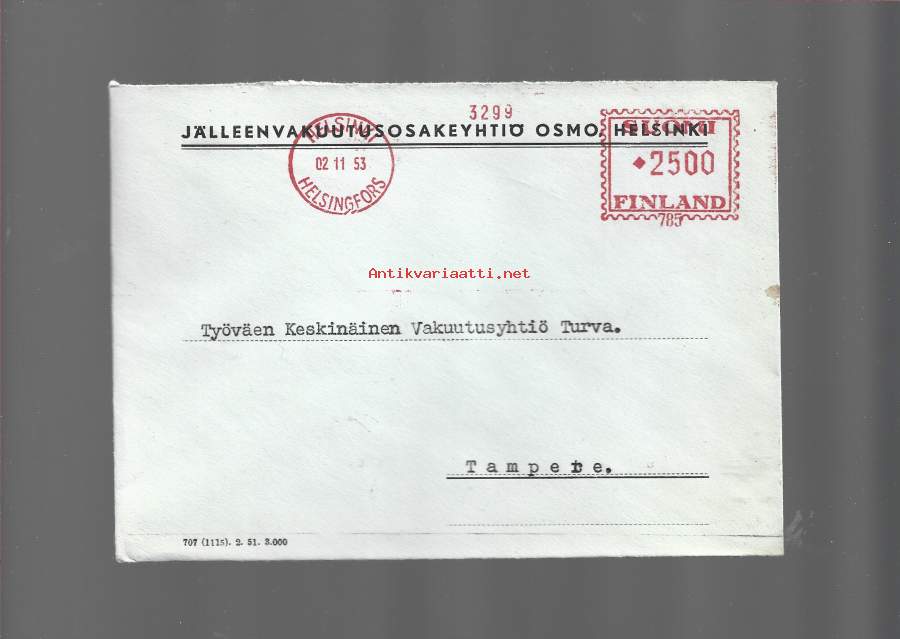 3299
JÄLLEENVAKUUTUSOSAKEYHTIÖ OSMO, HELSINKI
HELSINKI
02 11 53
HELSINGFORS
SUOMI
2500
FINLAND
785
Antikvariaatti.net
Työväen Keskinäinen Vakuutusyhtiö Turva.
Tampere.
707 (1115). 2. 51. 3.000